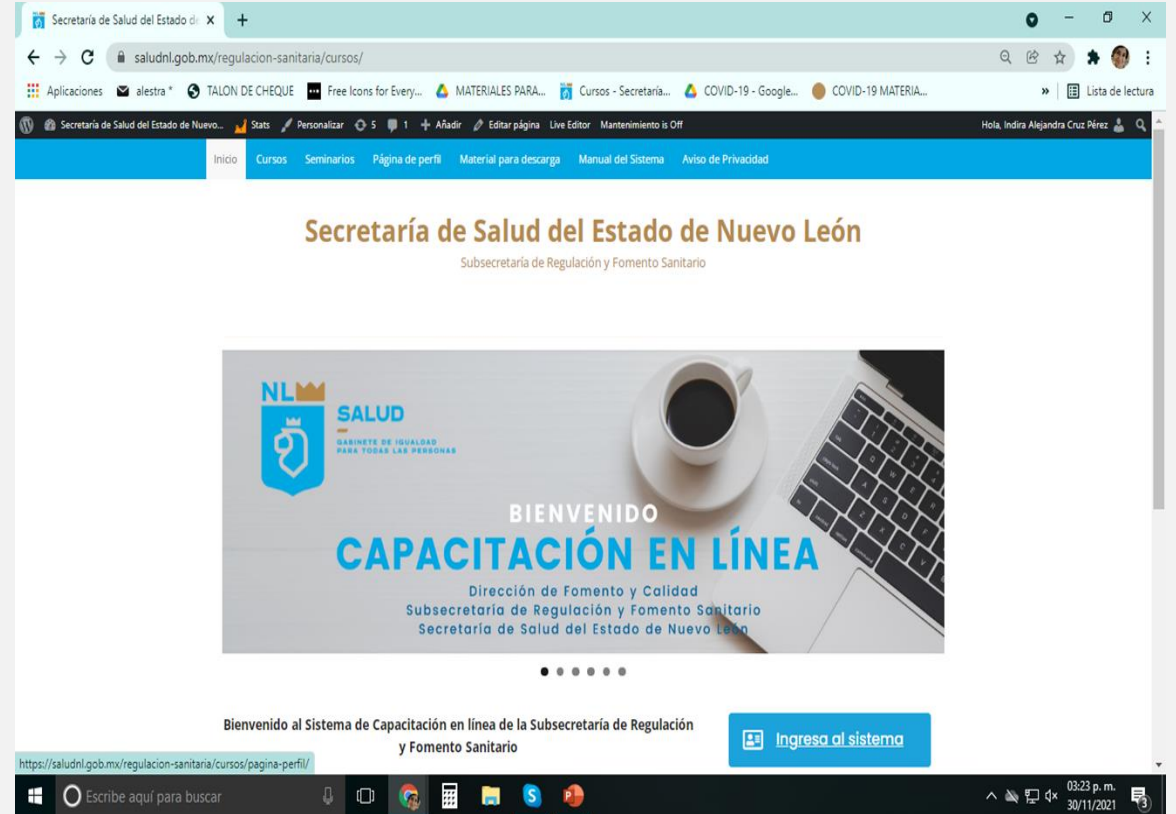 Secretaría de Salud del Estado de
saludnl.gob.mx/regulacion-sanitaria/cursos/
Aplicaciones alestra * TALON DE CHEQUE Free Icons for Every... MATERIALES PARA... Cursos - Secretaría... COVID-19 - Google... COVID-19 MATERIA... » Lista de lectura
Secretaría de Salud del Estado de Nuevo... Stats Personalizar 5 1 Añadir Editar página Live Editor Mantenimiento is Off Hola, Indira Alejandra Cruz Pérez
Inicio Cursos Seminarios Página de perfil Material para descarga Manual del Sistema Aviso de Privacidad
Secretaría de Salud del Estado de Nuevo León
Subsecretaría de Regulación y Fomento Sanitario
NL
SALUD
GABINETE DE IGUALDAD
PARA TODAS LAS PERSONAS
BIENVENIDO
CAPACITACIÓN EN LÍNEA
Dirección de Fomento y Calidad
Subsecretaría de Regulación y Fomento Sanitario
Secretaría de Salud del Estado de Nuevo León
Bienvenido al Sistema de Capacitación en línea de la Subsecretaría de Regulación
y Fomento Sanitario
Ingresa al sistema
https://saludnl.gob.mx/regulacion-sanitaria/cursos/pagina-perfil/
Escribe aquí para buscar
03:23 p. m.
30/11/2021
3